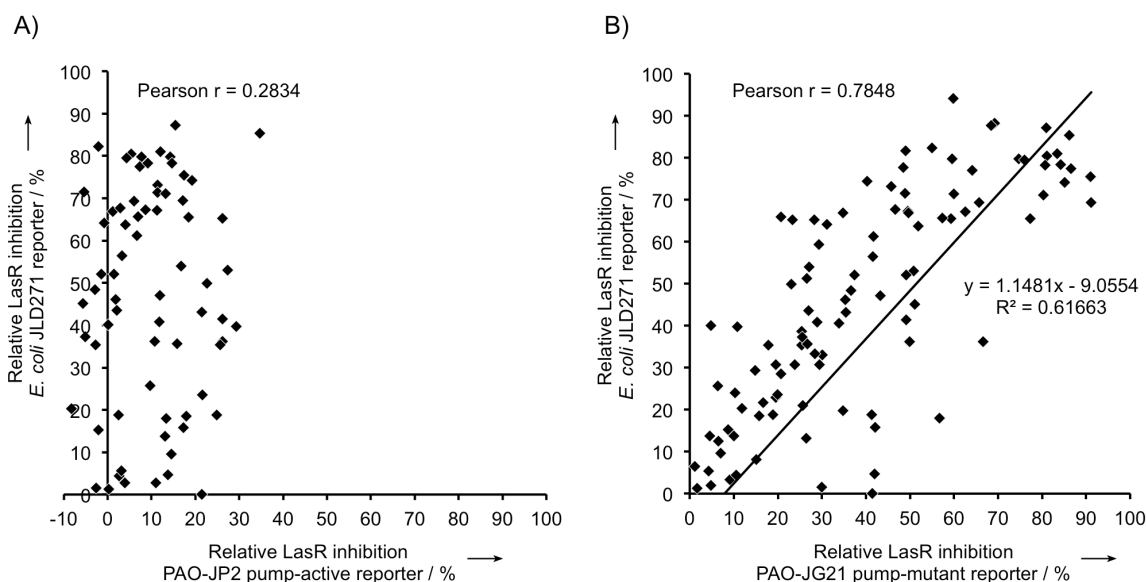 A)
Pearson r = 0.2834
100
90
80
70
60
50
40
30
20
10
0
-10 0 10 20 30 40 50 60 70 80 90 100
Relative LasR inhibition
E. coli JLD271 reporter / %
Relative LasR inhibition
PAO-JP2 pump-active reporter / %
B)
Pearson r = 0.7848
100
90
80
70
60
50
40
30
20
10
0
0 10 20 30 40 50 60 70 80 90 100
y = 1.1481x - 9.0554
R² = 0.61663
Relative LasR inhibition
E. coli JLD271 reporter / %
Relative LasR inhibition
PAO-JG21 pump-mutant reporter / %